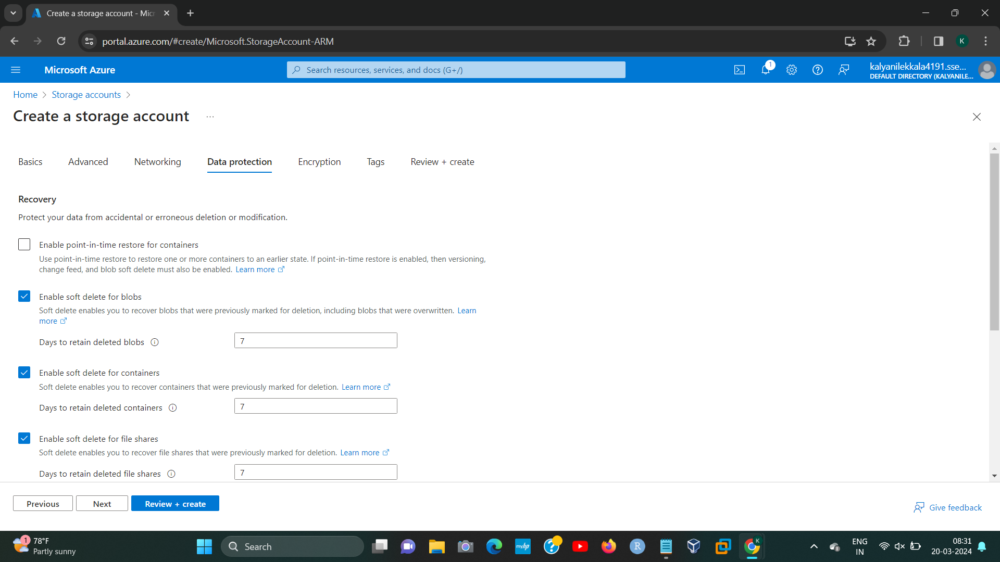 Create a storage account - Micr
portal.azure.com/#create/Microsoft.StorageAccount-ARM
K
Microsoft Azure
Search resources, services, and docs (G+/)
1
kalyanilekkala4191.sse...
DEFAULT DIRECTORY (KALYANILE...
Home > Storage accounts >
Create a storage account ...
Basics Advanced Networking Data protection Encryption Tags Review + create
Recovery
Protect your data from accidental or erroneous deletion or modification.
Enable point-in-time restore for containers
Use point-in-time restore to restore one or more containers to an earlier state. If point-in-time restore is enabled, then versioning,
change feed, and blob soft delete must also be enabled. Learn more
Enable soft delete for blobs
Soft delete enables you to recover blobs that were previously marked for deletion, including blobs that were overwritten. Learn
more
Days to retain deleted blobs 7
Enable soft delete for containers
Soft delete enables you to recover containers that were previously marked for deletion. Learn more
Days to retain deleted containers 7
Enable soft delete for file shares
Soft delete enables you to recover file shares that were previously marked for deletion. Learn more
Days to retain deleted file shares 7
Previous Next Review + create
Give feedback
1
78°F
Partly sunny
Search
myhp
R
K
ENG
IN
08:31
20-03-2024